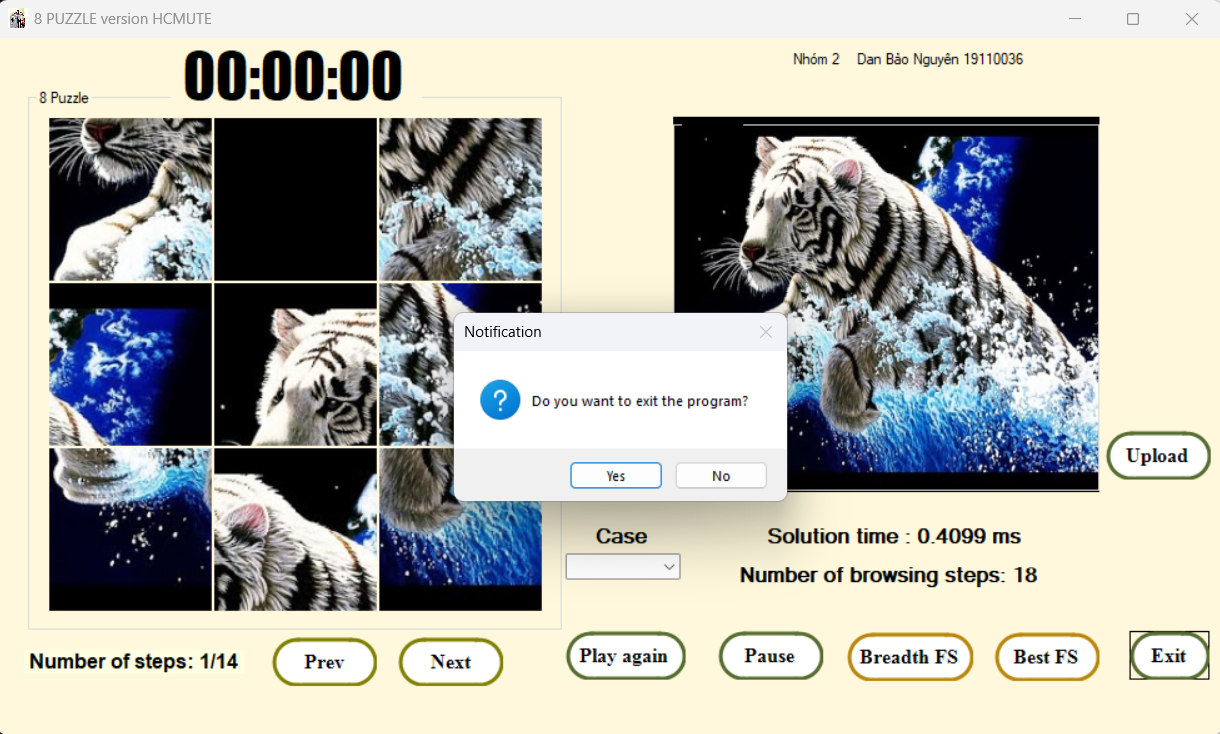 8 PUZZLE version HCMUTE
00:00:00
Nhóm 2 Dan Bảo Nguyên 19110036
8 Puzzle
Notification
Do you want to exit the program?
Yes No
Upload
Case
Solution time : 0.4099 ms
Number of browsing steps: 18
Number of steps: 1/14
Prev Next Play again Pause Breadth FS Best FS Exit